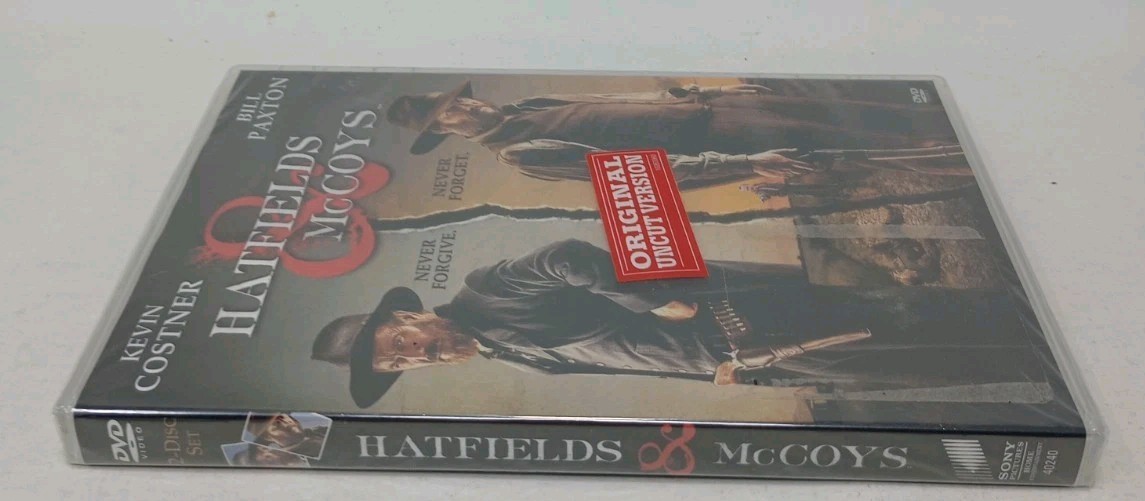 KEVIN
COSTNER
BILL
PAXTON
HATFIELDS
&
McCOYS
NEVER
FORGIVE.
NEVER
FORGET.
ORIGINAL
UNCUT VERSION
DVD
DVD
VIDEO
2-DISC
SET
HATFIELDS & McCOYS
SONY
PICTURES
HOME
ENTERTAINMENT
40240